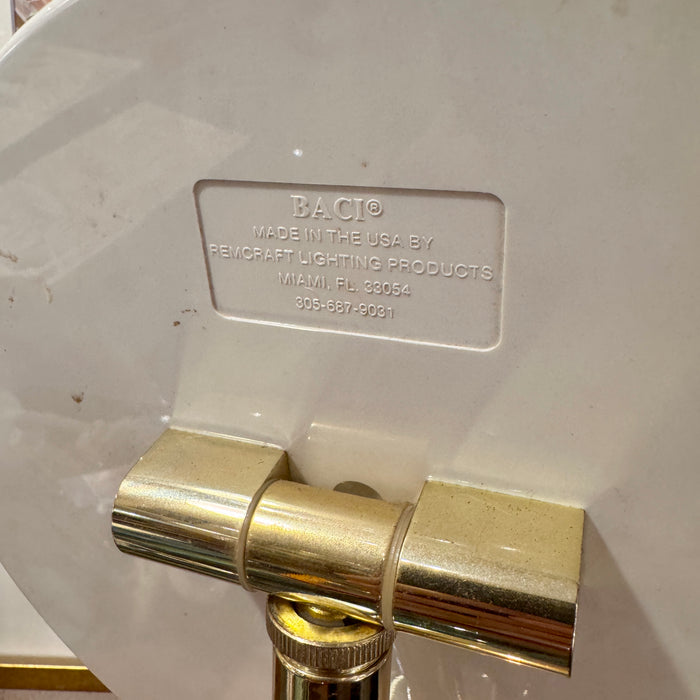 BACI®
MADE IN THE USA BY
REMCRAFT LIGHTING PRODUCTS
MIAMI, FL. 33054
305-687-9031